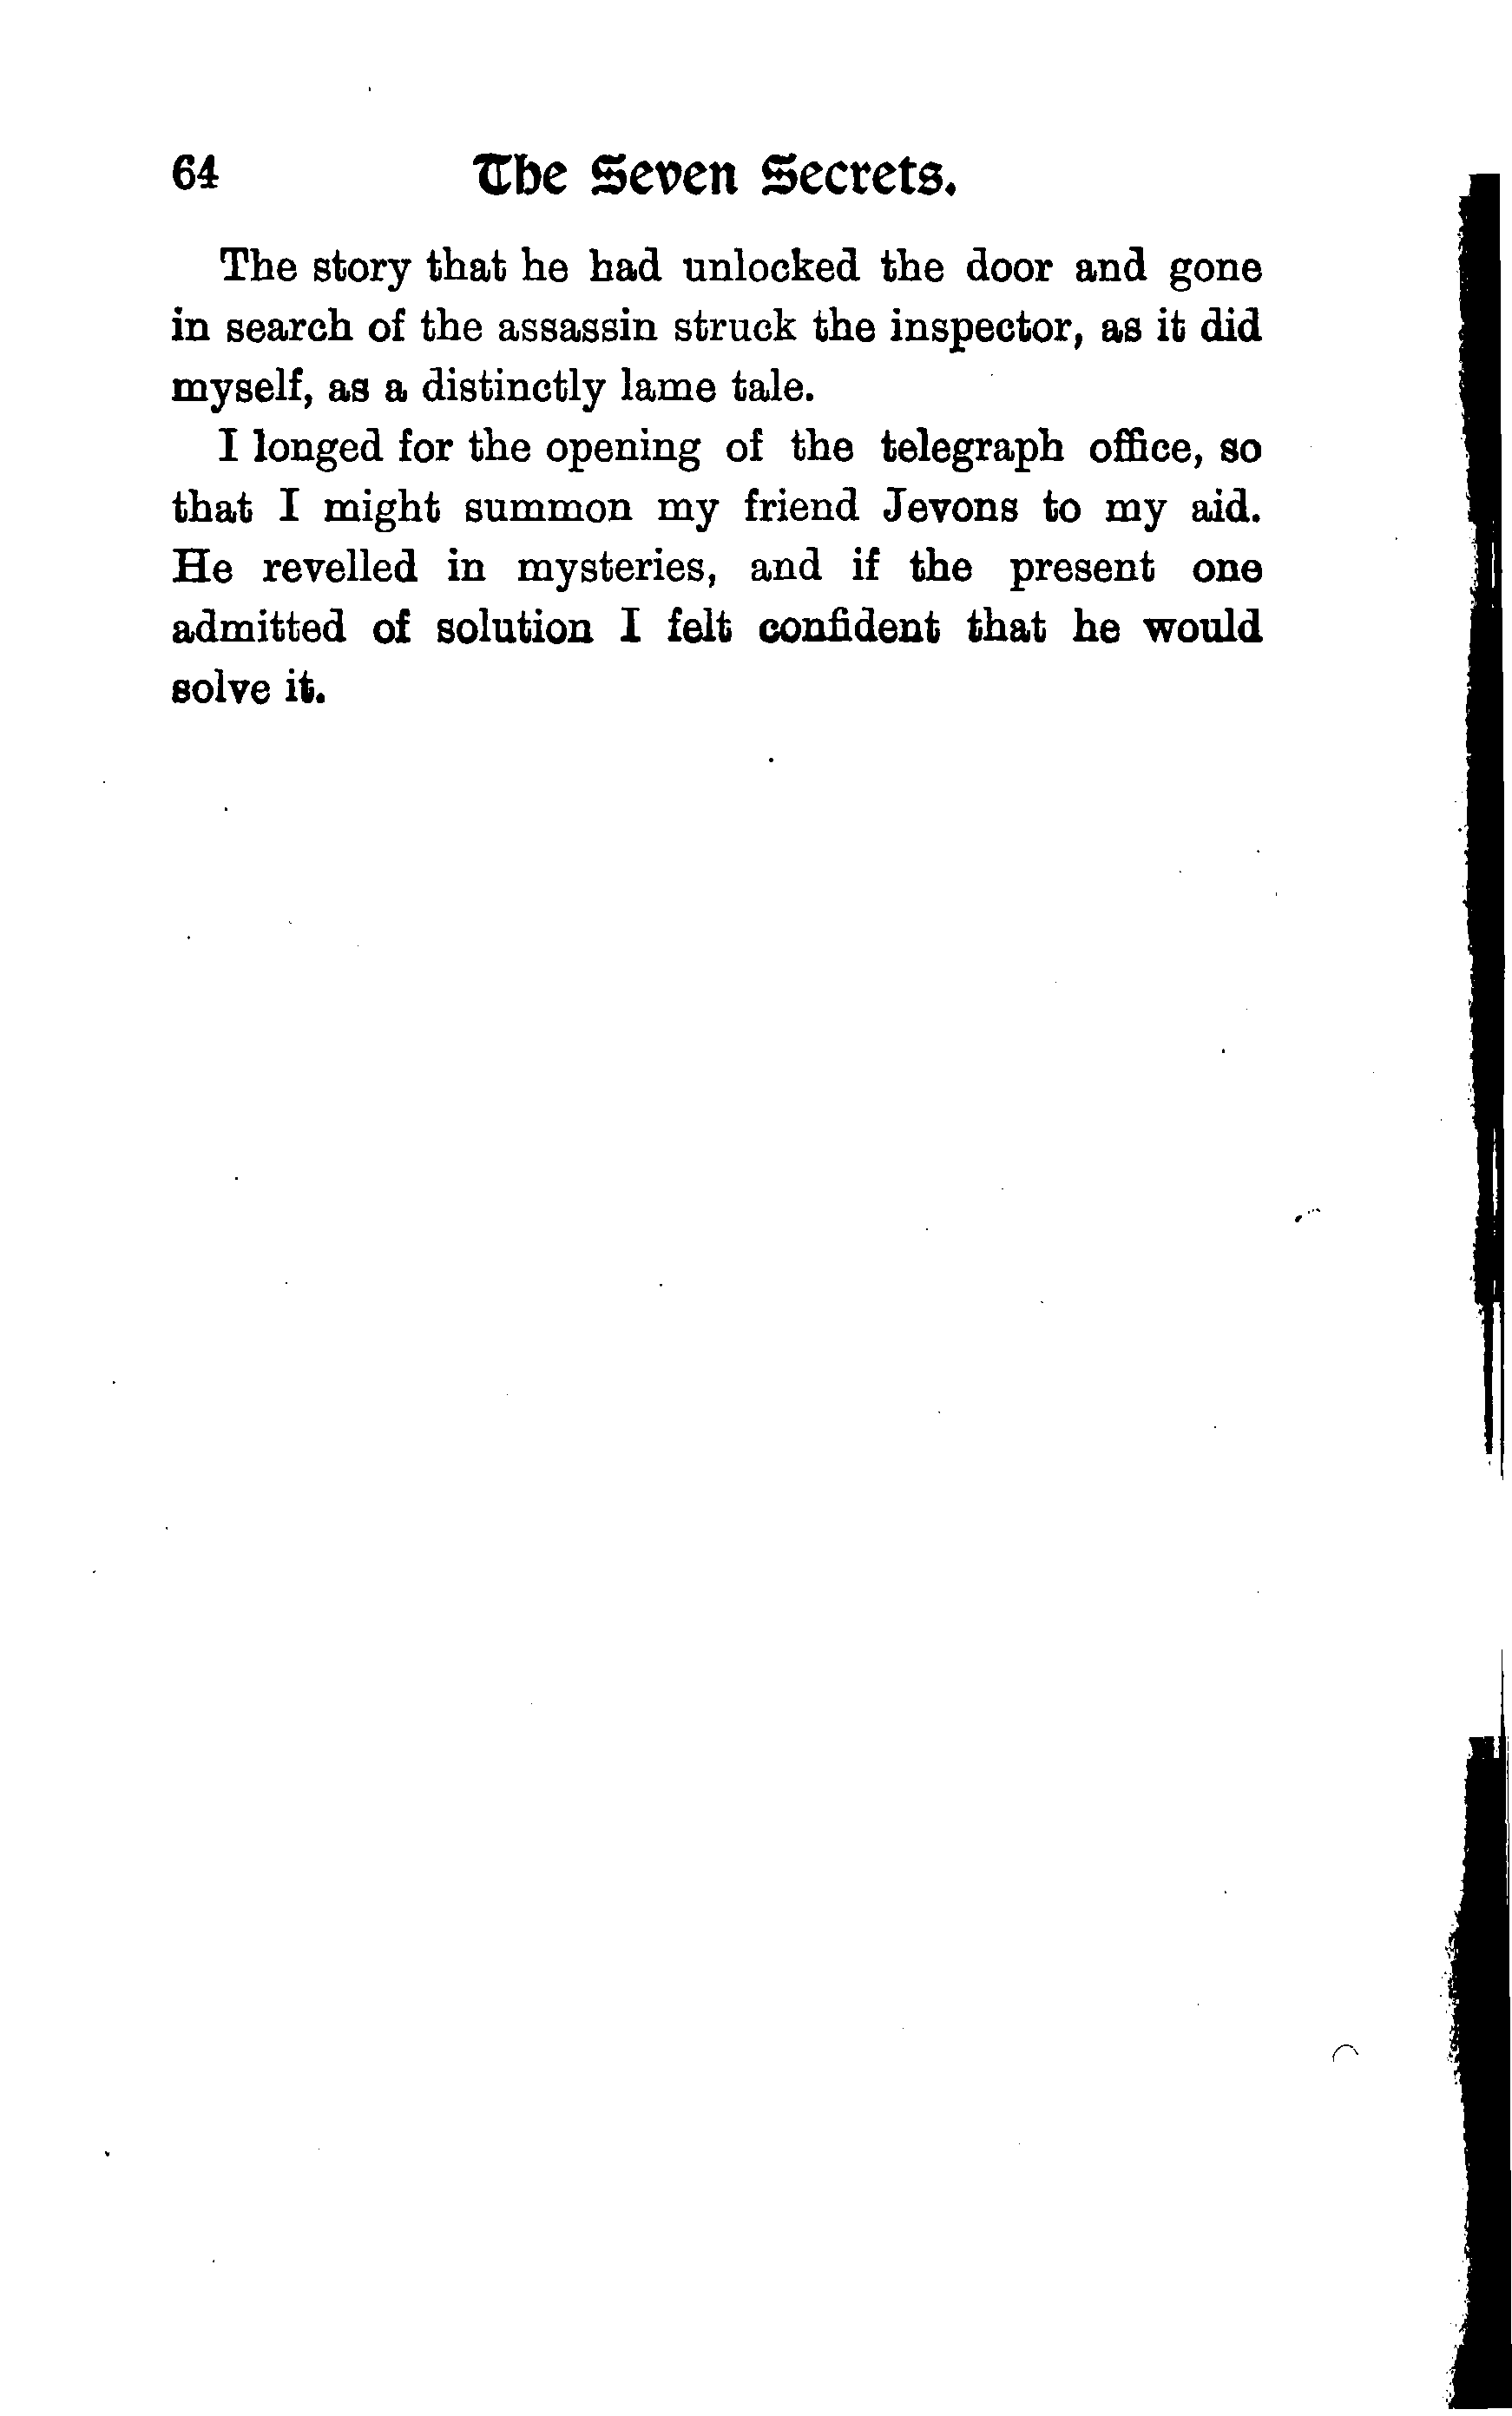 64 The Seven Secrets.
The story that he had unlocked the door and gone
in search of the assassin struck the inspector, as it did
myself, as a distinctly lame tale.
I longed for the opening of the telegraph office, so
that I might summon my friend Jevons to my aid.
He revelled in mysteries, and if the present one
admitted of solution I felt confident that he would
solve it.